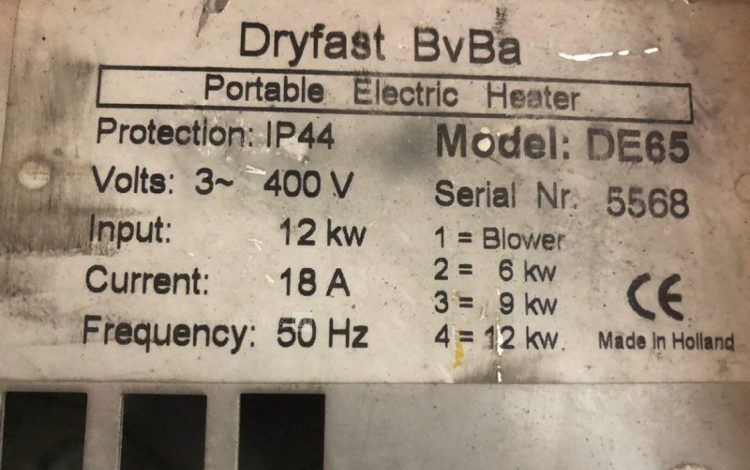 Dryfast BvBa
Portable Electric Heater
Protection: IP44
Volts: 3~ 400 V
Input: 12 kw
Current: 18 A
Frequency: 50 Hz
Model: DE65
Serial Nr. 5568
1 = Blower
2 = 6 kw
3 = 9 kw
4 = 12 kw
CE
Made in Holland